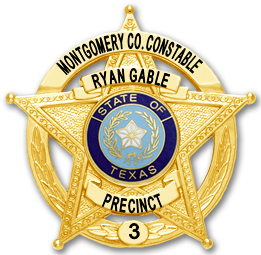 MONTGOMERY CO. CONSTABLE
RYAN GABLE
STATE OF
TEXAS
PRECINCT
3